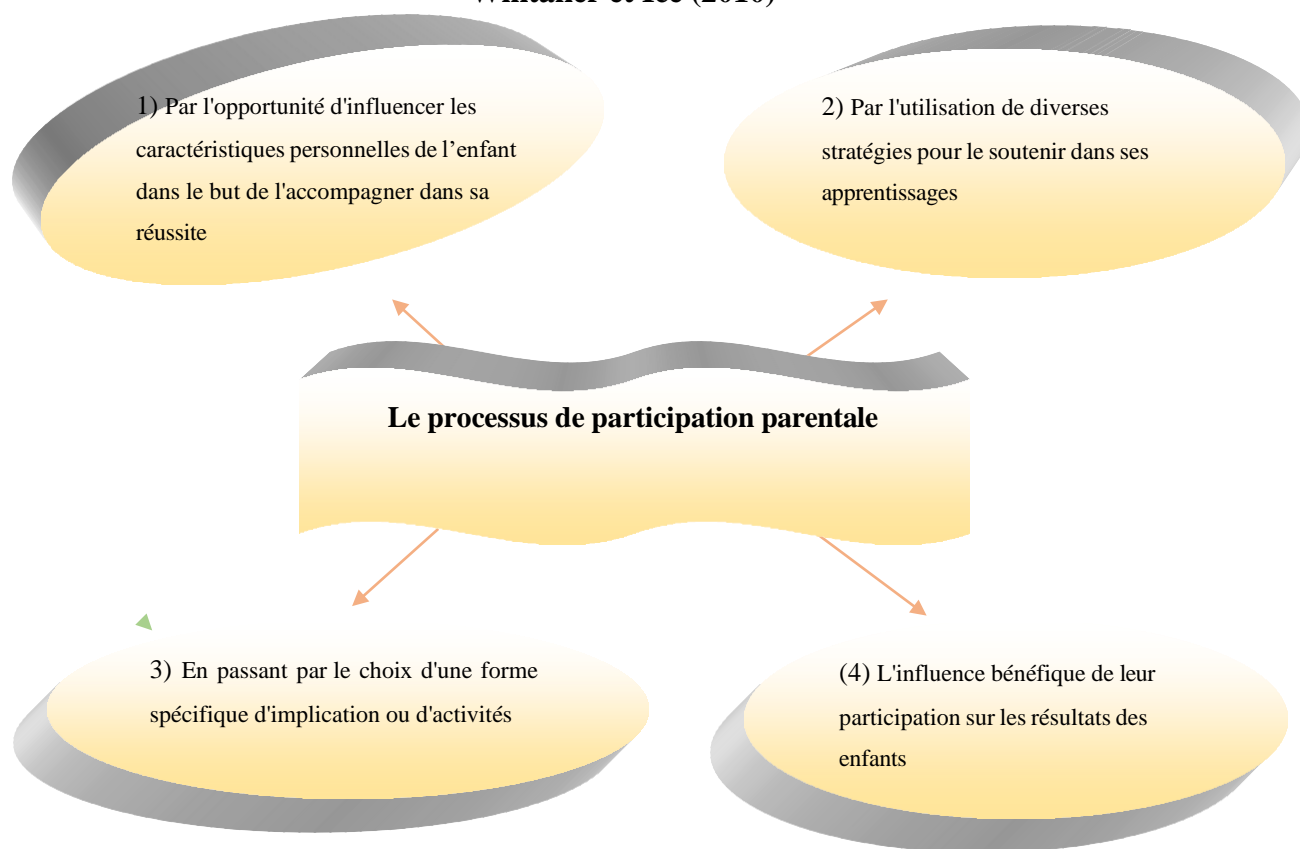 1) Par l'opportunité d'influencer les
caractéristiques personnelles de l’enfant
dans le but de l'accompagner dans sa
réussite
2) Par l'utilisation de diverses
stratégies pour le soutenir dans ses
apprentissages
Le processus de participation parentale
3) En passant par le choix d'une forme
spécifique d'implication ou d'activités
(4) L'influence bénéfique de leur
participation sur les résultats des
enfants